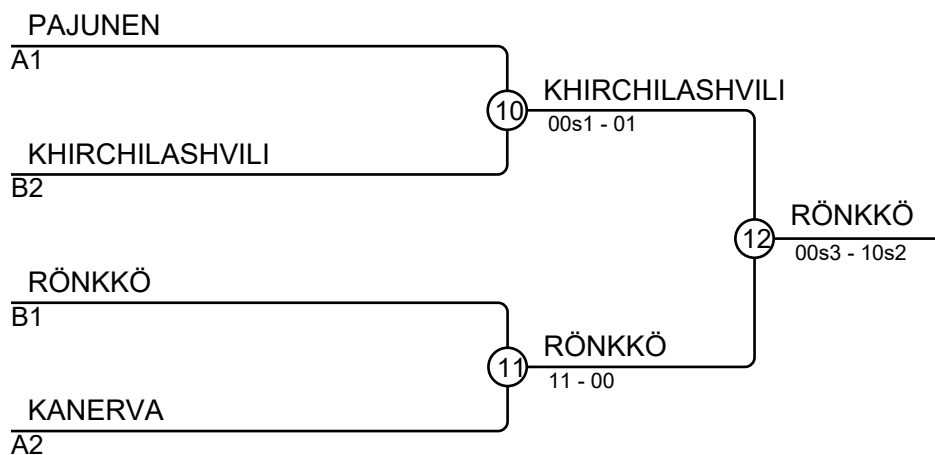 PAJUNEN
A1
10
KHIRCHILASHVILI
00s1 - 01
KHIRCHILASHVILI
B2
12
RÖNKKÖ
00s3 - 10s2
RÖNKKÖ
B1
11
RÖNKKÖ
11 - 00
KANERVA
A2